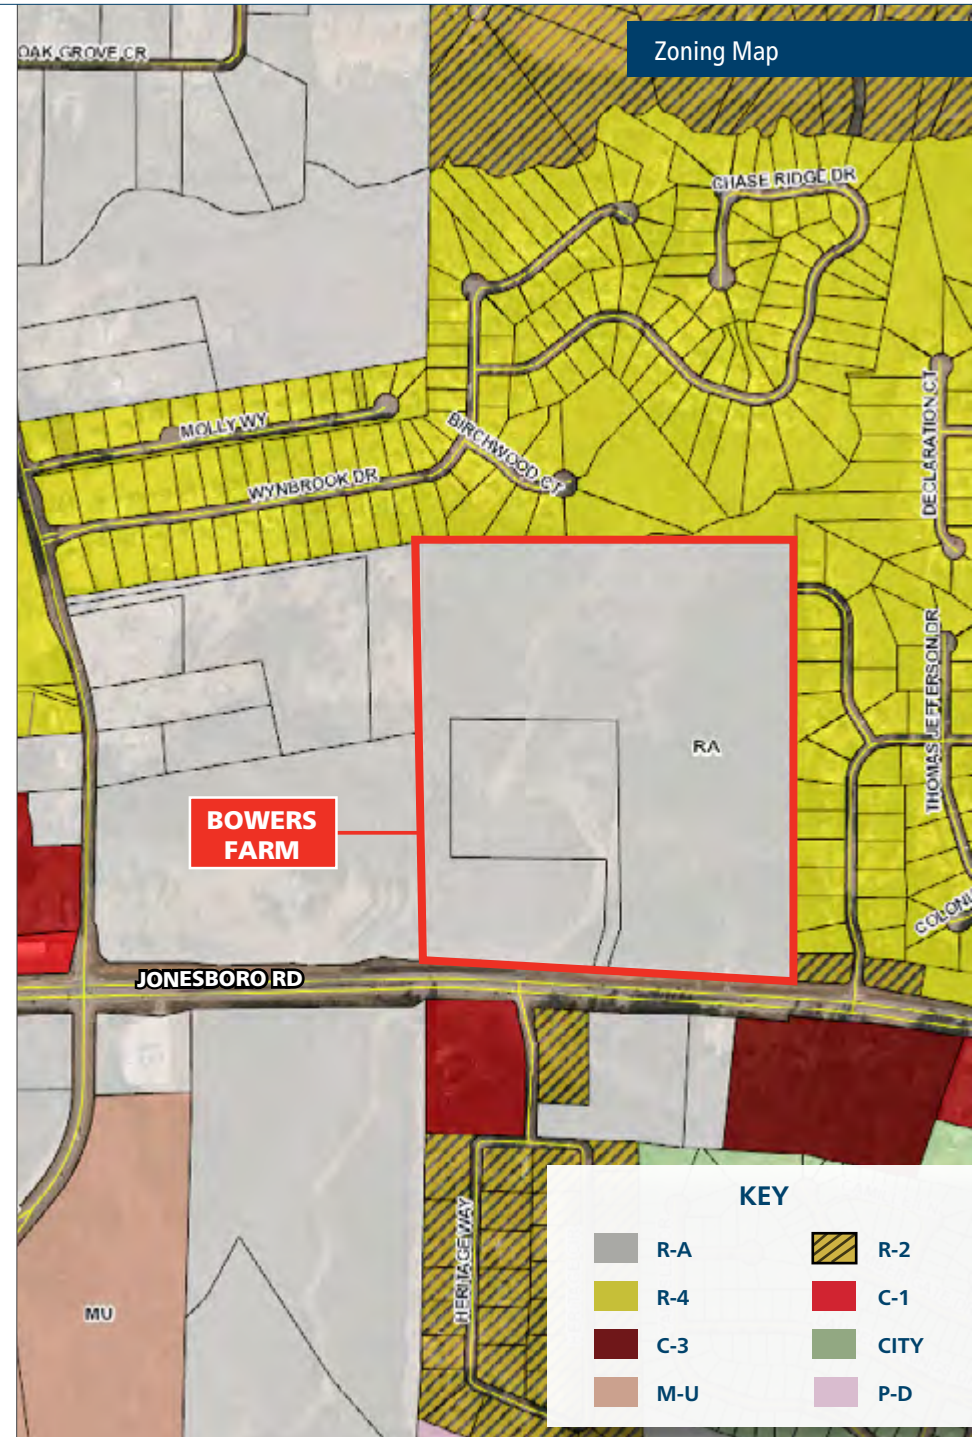 Zoning Map
OAK GROVE CR
CHASE RIDGE DR
DECLARATION CT
MOLLY WY
BIRCHWOOD CT
WYNBROOK DR
THOMAS JEFFERSON DR
RA
BOWERS
FARM
JONESBORO RD
HERITAGE WAY
MU
KEY
R-A
R-2
R-4
C-1
C-3
CITY
M-U
P-D